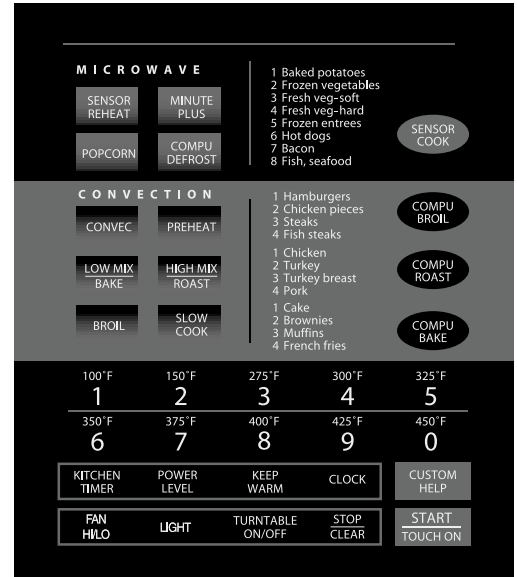 MICROWAVE
SENSOR
REHEAT
MINUTE
PLUS
POPCORN
COMPU
DEFROST
1 Baked potatoes
2 Frozen vegetables
3 Fresh veg-soft
4 Fresh veg-hard
5 Frozen entrees
6 Hot dogs
7 Bacon
8 Fish, seafood
SENSOR
COOK
CONVECTION
CONVEC
PREHEAT
LOW MIX
BAKE
HIGH MIX
ROAST
BROIL
SLOW
COOK
1 Hamburgers
2 Chicken pieces
3 Steaks
4 Fish steaks
COMPU
BROIL
1 Chicken
2 Turkey
3 Turkey breast
4 Pork
COMPU
ROAST
1 Cake
2 Brownies
3 Muffins
4 French fries
COMPU
BAKE
100°F 150°F 275°F 300°F 325°F
1 2 3 4 5
350°F 375°F 400°F 425°F 450°F
6 7 8 9 0
KITCHEN
TIMER
POWER
LEVEL
KEEP
WARM
CLOCK
CUSTOM
HELP
FAN
HI/LO
LIGHT
TURNTABLE
ON/OFF
STOP
CLEAR
START
TOUCH ON